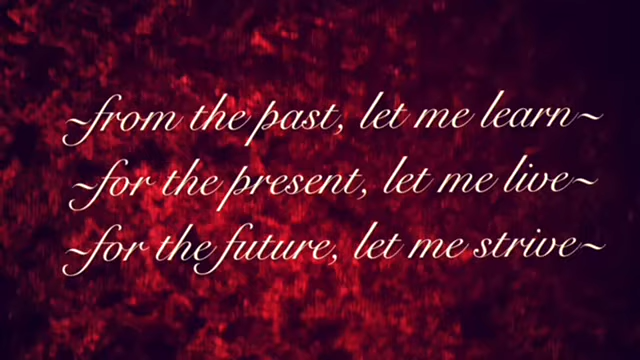 ~from the past, let me learn~
~for the present, let me live~
~for the future, let me strive~